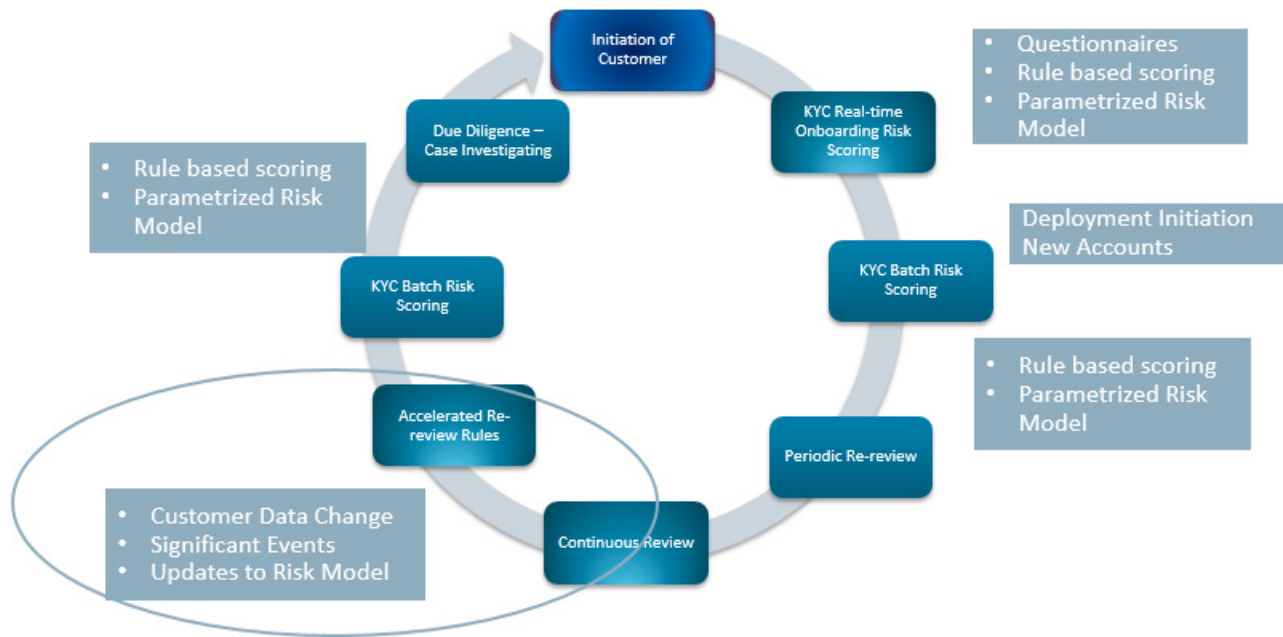 Initiation of
Customer
• Questionnaires
• Rule based scoring
• Parametrized Risk
Model
KYC Real-time
Onboarding Risk
Scoring
Due Diligence –
Case Investigating
• Rule based scoring
• Parametrized Risk
Model
Deployment Initiation
New Accounts
KYC Batch Risk
Scoring
KYC Batch Risk
Scoring
• Rule based scoring
• Parametrized Risk
Model
Accelerated Re-
review Rules
Periodic Re-review
• Customer Data Change
• Significant Events
• Updates to Risk Model
Continuous Review